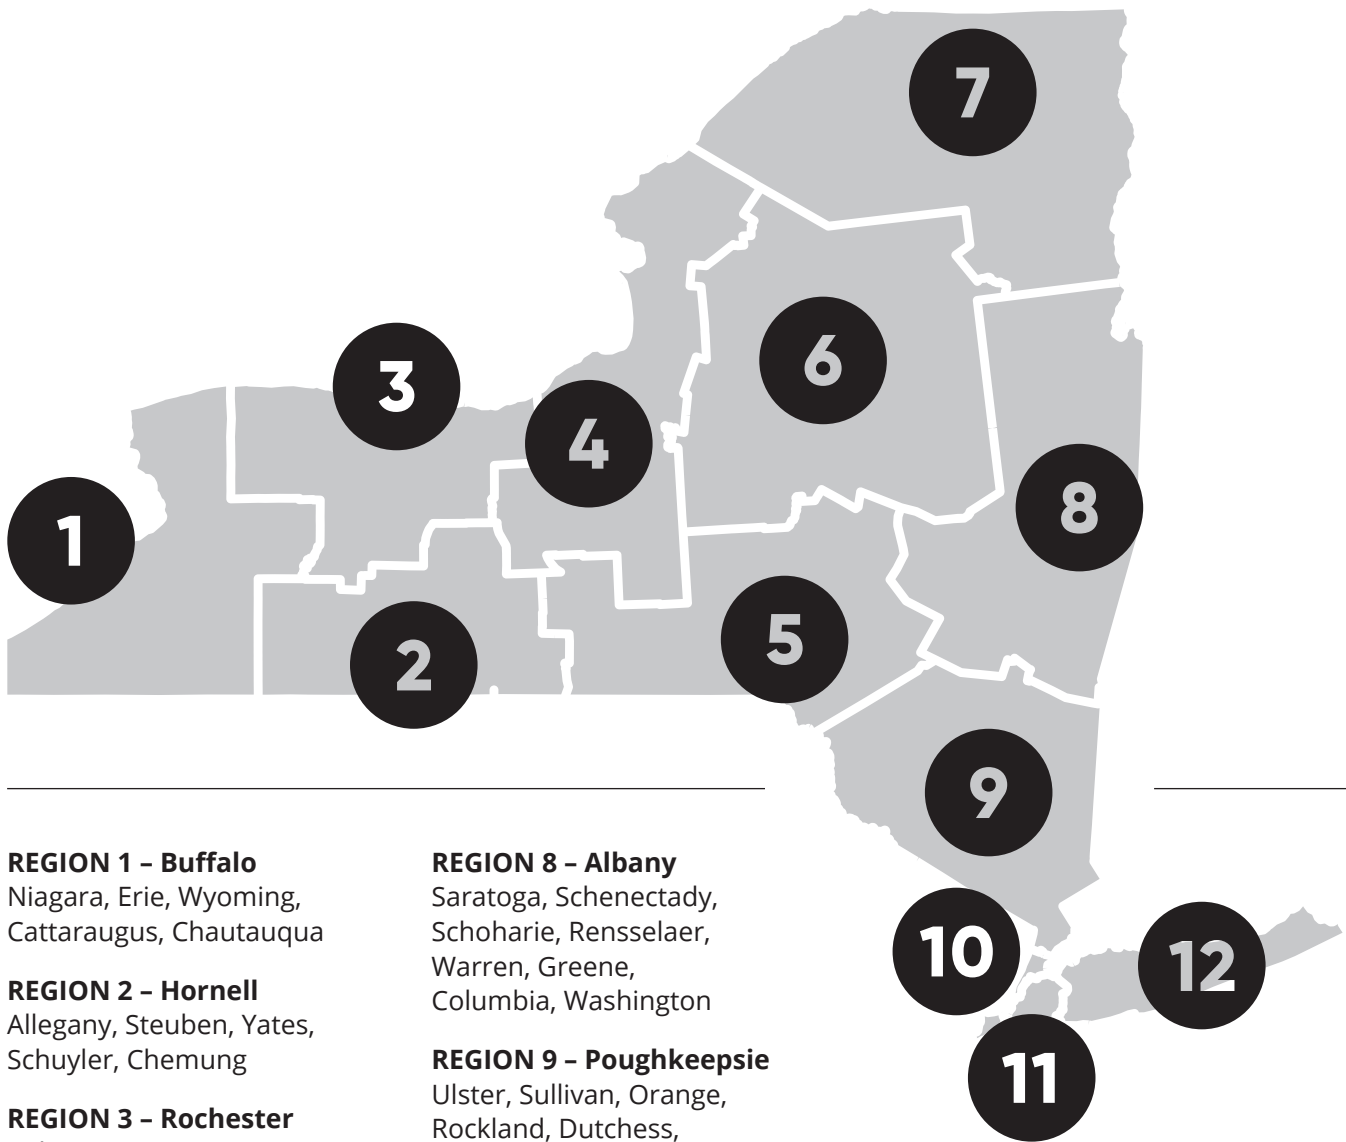 7
6
3
4
8
1
5
2
9
10
12
11
REGION 1 – Buffalo
Niagara, Erie, Wyoming,
Cattaraugus, Chautauqua
REGION 2 – Hornell
Allegany, Steuben, Yates,
Schuyler, Chemung
REGION 3 – Rochester
REGION 8 – Albany
Saratoga, Schenectady,
Schoharie, Rensselaer,
Warren, Greene,
Columbia, Washington
REGION 9 – Poughkeepsie
Ulster, Sullivan, Orange,
Rockland, Dutchess,